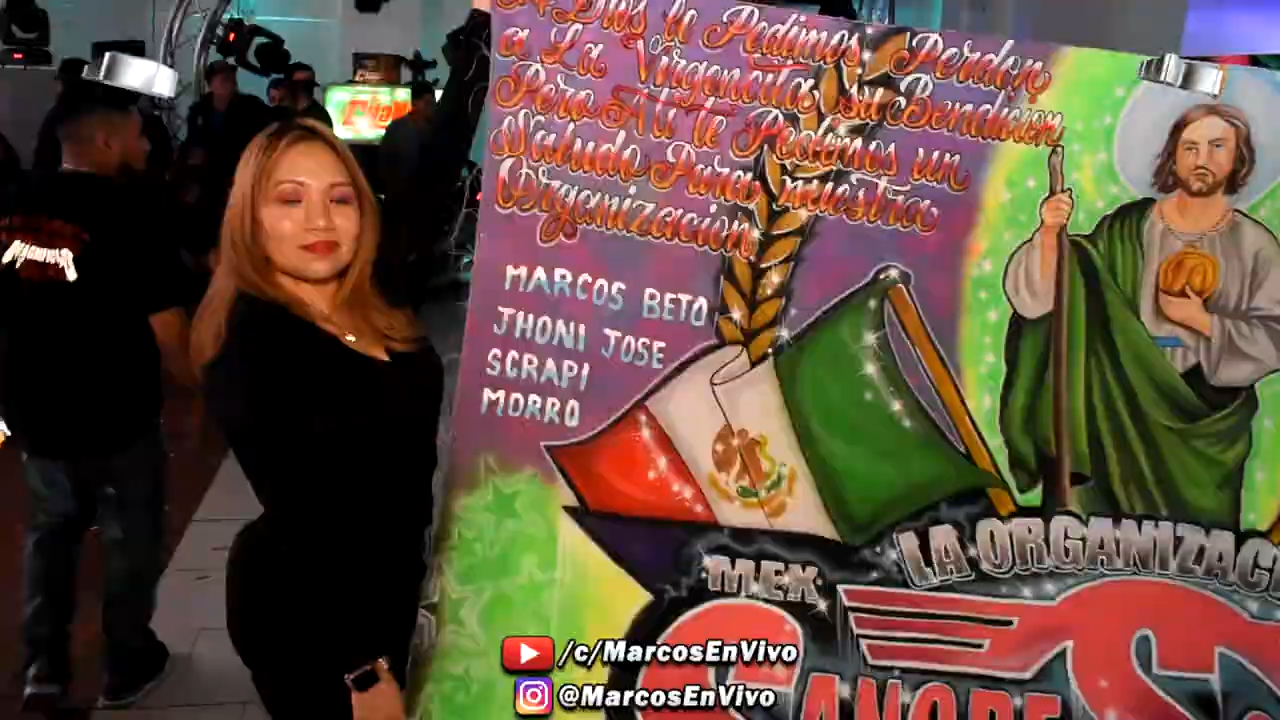 A Dios le Pedimos Perdon,
a La Virgencita su Bendicion
Pero A ti te Pedimos un
Saludo Para nuestra
Organizacion
MARCOS BETO
JHONI JOSE
SCRAPI
MORRO
LA ORGANIZAC
MEX
SANGRE
/c/MarcosEnVivo
@MarcosEnVivo